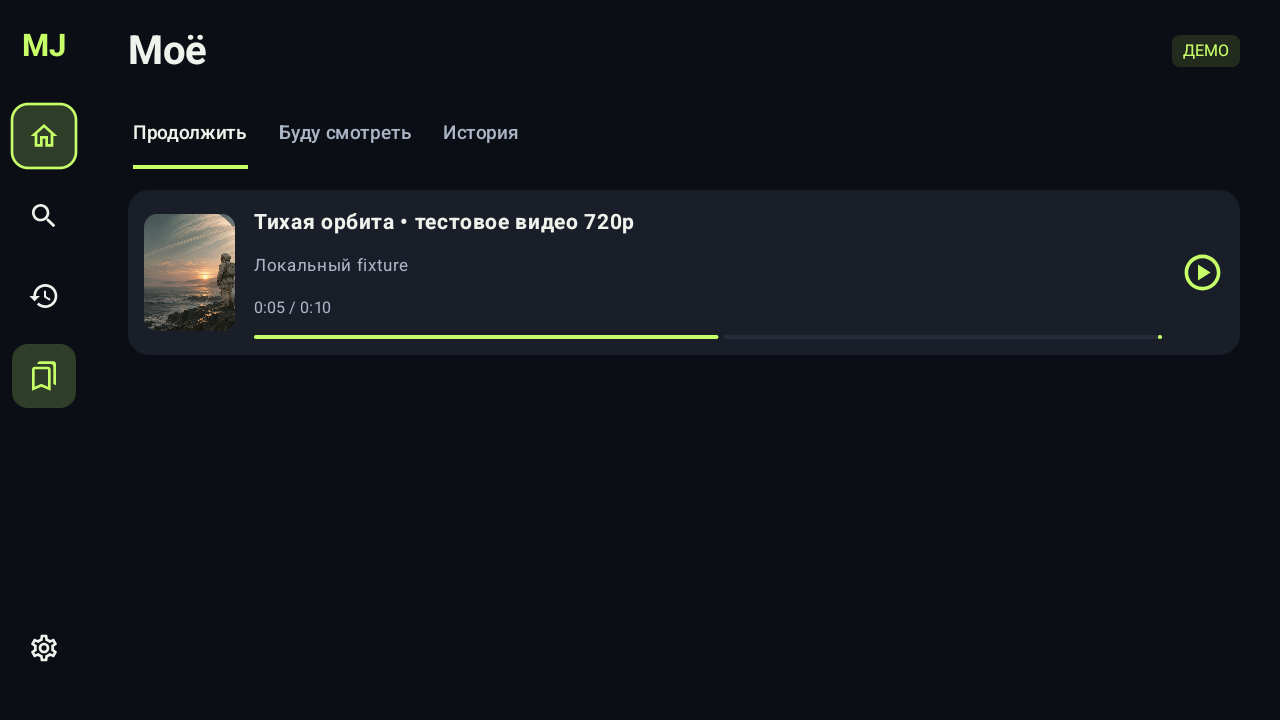 MJ
Моё
ДЕМО
Продолжить
Буду смотреть
История
Тихая орбита • тестовое видео 720p
Локальный fixture
0:05 / 0:10